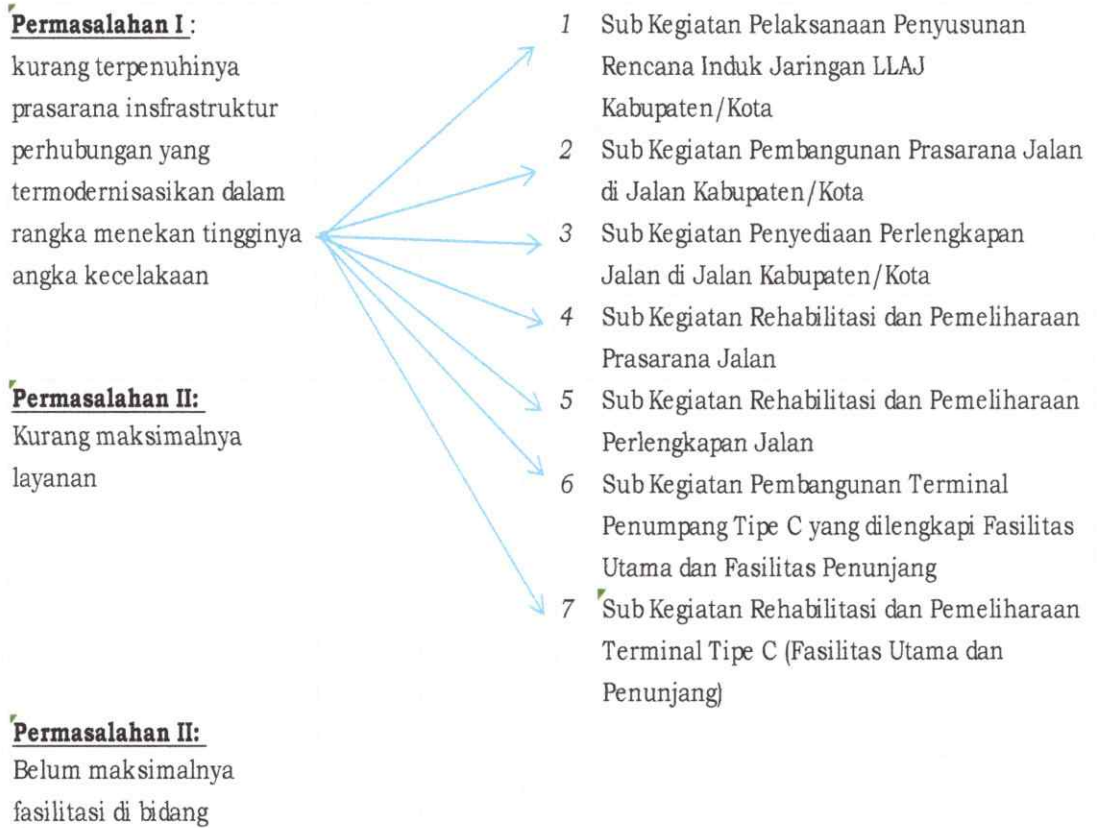 Permasalahan I :
kurang terpenuhinya
prasarana insfrastruktur
perhubungan yang
termodernisasikan dalam
rangka menekan tingginya
angka kecelakaan
Permasalahan II:
Kurang maksimalnya
layanan
Permasalahan II:
Belum maksimalnya
fasilitasi di bidang
1 Sub Kegiatan Pelaksanaan Penyusunan
Rencana Induk Jaringan LLAJ
Kabupaten/Kota
2 Sub Kegiatan Pembangunan Prasarana Jalan
di Jalan Kabupaten/Kota
3 Sub Kegiatan Penyediaan Perlengkapan
Jalan di Jalan Kabupaten/Kota
4 Sub Kegiatan Rehabilitasi dan Pemeliharaan
Prasarana Jalan
5 Sub Kegiatan Rehabilitasi dan Pemeliharaan
Perlengkapan Jalan
6 Sub Kegiatan Pembangunan Terminal
Penumpang Tipe C yang dilengkapi Fasilitas
Utama dan Fasilitas Penunjang
7 Sub Kegiatan Rehabilitasi dan Pemeliharaan
Terminal Tipe C (Fasilitas Utama dan
Penunjang)